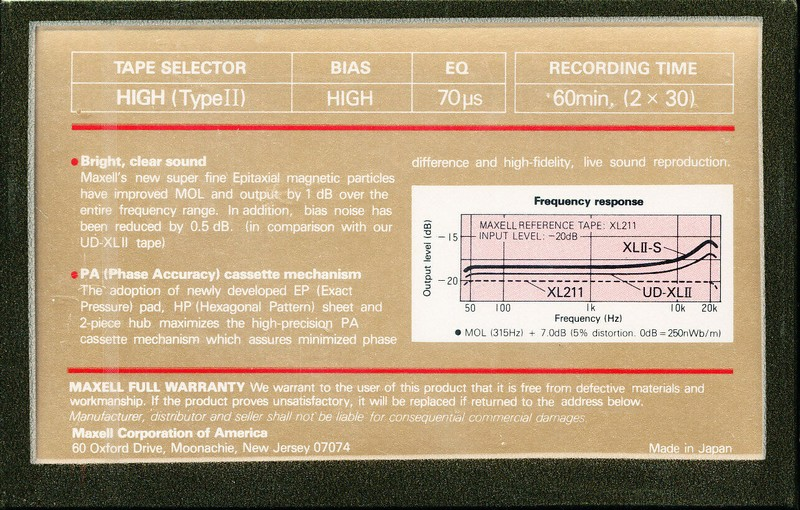 TAPE SELECTOR BIAS EQ RECORDING TIME
HIGH (Type II) HIGH 70μs 60min, (2 × 30)
● Bright, clear sound
Maxell's new super fine Epitaxial magnetic particles
have improved MOL and output by 1 dB over the
entire frequency range. In addition, bias noise has
been reduced by 0.5 dB. (in comparison with our
UD-XLII tape)
● PA (Phase Accuracy) cassette mechanism
The adoption of newly developed EP (Exact
Pressure) pad, HP (Hexagonal Pattern) sheet and
2-piece hub maximizes the high-precision PA
cassette mechanism which assures minimized phase
difference and high-fidelity, live sound reproduction.
Frequency response
MAXELL REFERENCE TAPE: XL211
INPUT LEVEL: −20dB
Output level (dB)
−15
−20
XLII-S
XL211
UD-XLII
50 100 1k 10k 20k
Frequency (Hz)
● MOL (315Hz) + 7.0dB (5% distortion. 0dB=250nWb/m)
MAXELL FULL WARRANTY We warrant to the user of this product that it is free from defective materials and
workmanship. If the product proves unsatisfactory, it will be replaced if returned to the address below.
Manufacturer, distributor and seller shall not be liable for consequential commercial damages.
Maxell Corporation of America
60 Oxford Drive, Moonachie, New Jersey 07074
Made in Japan